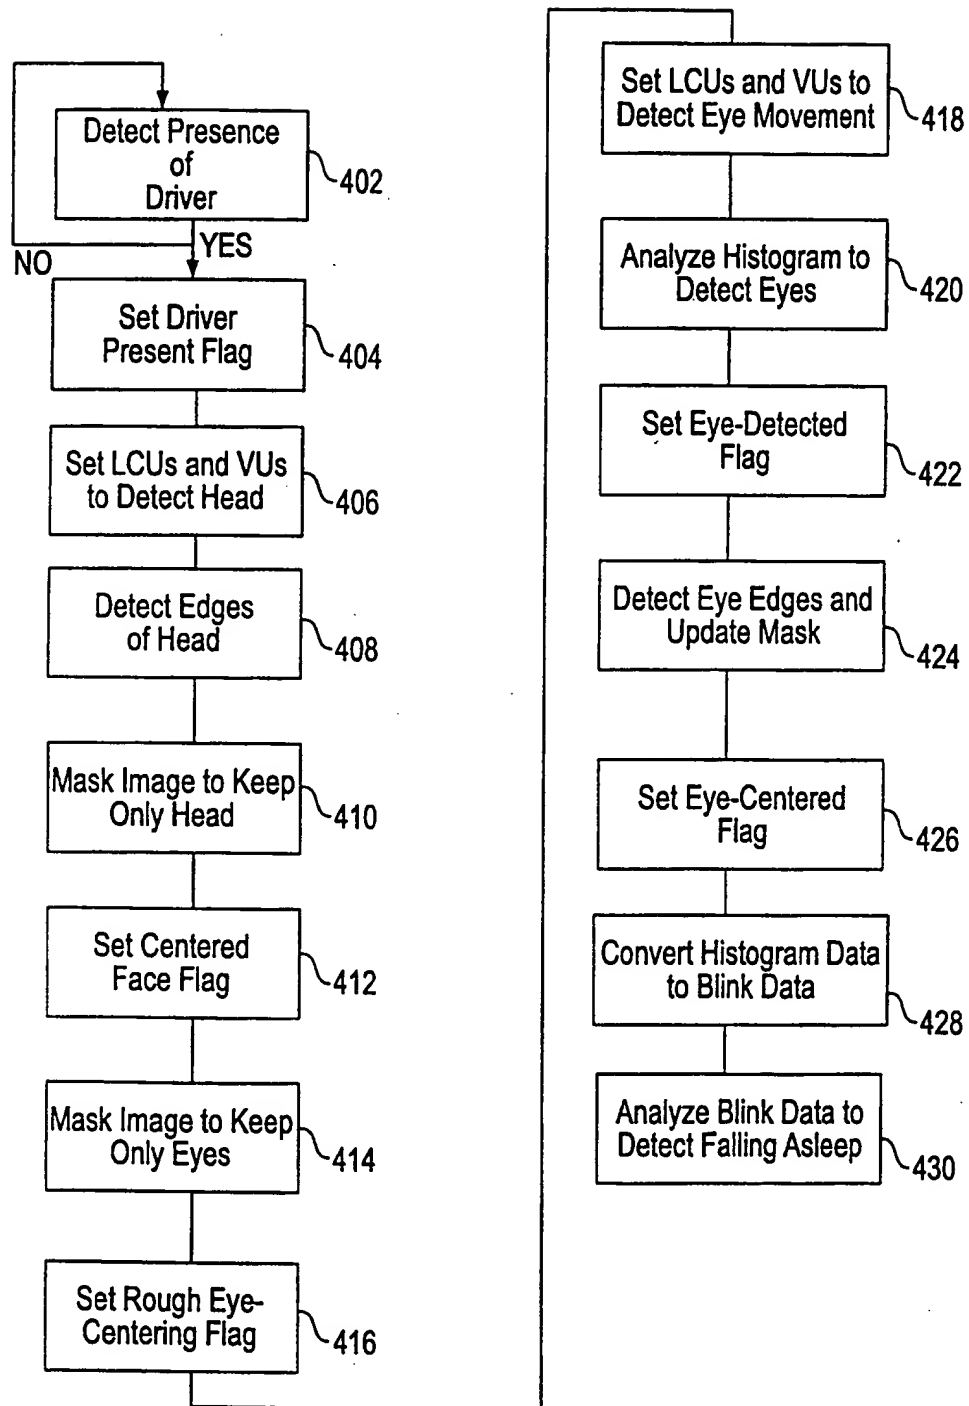 Detect Presence
of
Driver
402
YES
NO
Set Driver
Present Flag
404
Set LCUs and VUs
to Detect Head
406
Detect Edges
of Head
408
Mask Image to Keep
Only Head
410
Set Centered
Face Flag
412
Mask Image to Keep
Only Eyes
414
Set Rough Eye-
Centering Flag
416
Set LCUs and VUs to
Detect Eye Movement
418
Analyze Histogram to
Detect Eyes
420
Set Eye-Detected
Flag
422
Detect Eye Edges and
Update Mask
424
Set Eye-Centered
Flag
426
Convert Histogram Data
to Blink Data
428
Analyze Blink Data to
Detect Falling Asleep
430